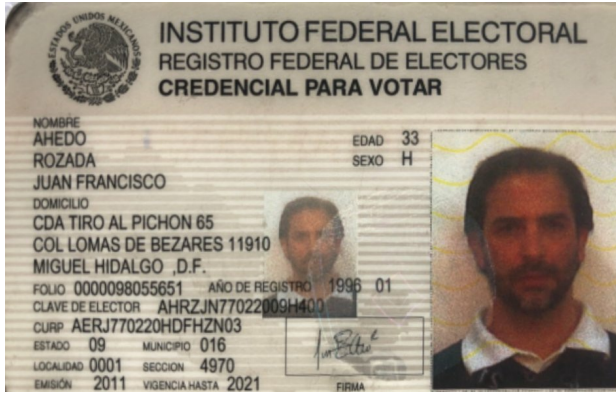 ESTADOS UNIDOS MEXICANOS
INSTITUTO FEDERAL ELECTORAL
REGISTRO FEDERAL DE ELECTORES
CREDENCIAL PARA VOTAR
NOMBRE
AHEDO
ROZADA
JUAN FRANCISCO
EDAD 33
SEXO H
DOMICILIO
CDA TIRO AL PICHON 65
COL LOMAS DE BEZARES 11910
MIGUEL HIDALGO ,D.F.
FOLIO 0000098055651 AÑO DE REGISTRO 1996 01
CLAVE DE ELECTOR AHRZJN77022009H400
CURP AERJ770220HDFHZN03
ESTADO 09 MUNICIPIO 016
LOCALIDAD 0001 SECCION 4970
EMISIÓN 2011 VIGENCIA HASTA 2021
FIRMA